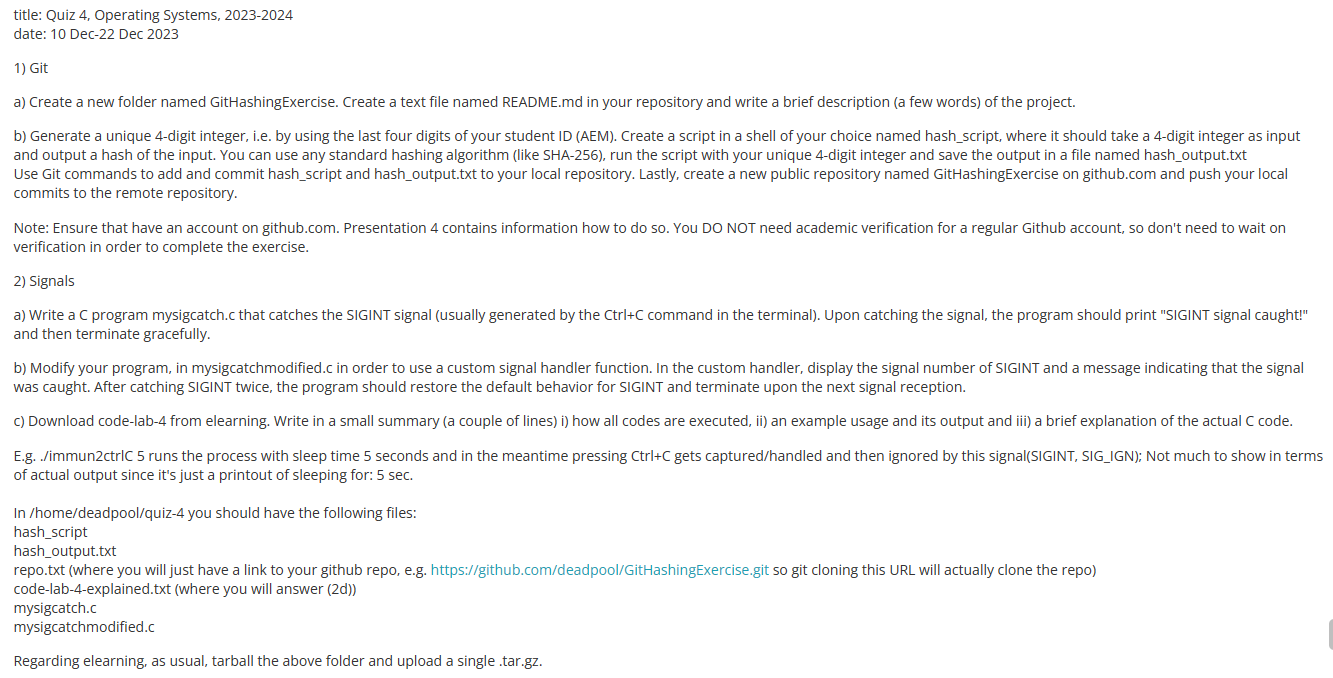 title: Quiz 4, Operating Systems, 2023-2024
date: 10 Dec-22 Dec 2023
1) Git
a) Create a new folder named GitHashingExercise. Create a text file named README.md in your repository and write a brief description (a few words) of the project.
b) Generate a unique 4-digit integer, i.e. by using the last four digits of your student ID (AEM). Create a script in a shell of your choice named hash_script, where it should take a 4-digit integer as input
and output a hash of the input. You can use any standard hashing algorithm (like SHA-256), run the script with your unique 4-digit integer and save the output in a file named hash_output.txt
Use Git commands to add and commit hash_script and hash_output.txt to your local repository. Lastly, create a new public repository named GitHashingExercise on github.com and push your local
commits to the remote repository.
Note: Ensure that have an account on github.com. Presentation 4 contains information how to do so. You DO NOT need academic verification for a regular Github account, so don't need to wait on
verification in order to complete the exercise.
2) Signals
a) Write a C program mysigcatch.c that catches the SIGINT signal (usually generated by the Ctrl+C command in the terminal). Upon catching the signal, the program should print "SIGINT signal caught!"
and then terminate gracefully.
b) Modify your program, in mysigcatchmodified.c in order to use a custom signal handler function. In the custom handler, display the signal number of SIGINT and a message indicating that the signal
was caught. After catching SIGINT twice, the program should restore the default behavior for SIGINT and terminate upon the next signal reception.
c) Download code-lab-4 from elearning. Write in a small summary (a couple of lines) i) how all codes are executed, ii) an example usage and its output and iii) a brief explanation of the actual C code.
E.g. ./immun2ctrlC 5 runs the process with sleep time 5 seconds and in the meantime pressing Ctrl+C gets captured/handled and then ignored by this signal(SIGINT, SIG_IGN); Not much to show in terms
of actual output since it's just a printout of sleeping for: 5 sec.
In /home/deadpool/quiz-4 you should have the following files:
hash_script
hash_output.txt
repo.txt (where you will just have a link to your github repo, e.g. https://github.com/deadpool/GitHashingExercise.git so git cloning this URL will actually clone the repo)
code-lab-4-explained.txt (where you will answer (2d))
mysigcatch.c
mysigcatchmodified.c
Regarding elearning, as usual, tarball the above folder and upload a single .tar.gz.